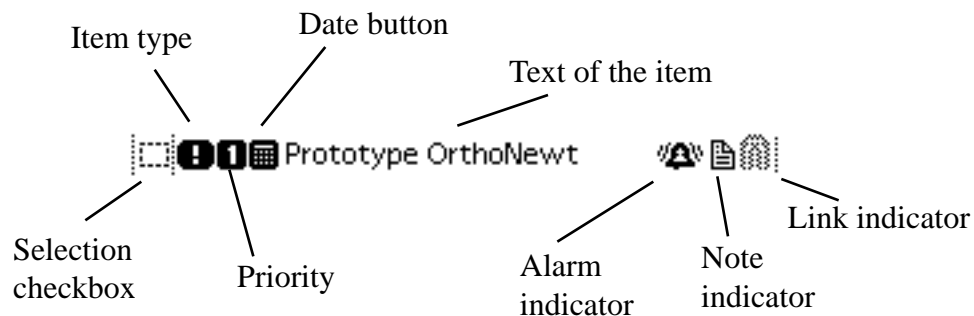 Item type
Date button
Text of the item
! 1 Prototype OrthoNewt
Selection
checkbox
Priority
Alarm
indicator
Note
indicator
Link indicator